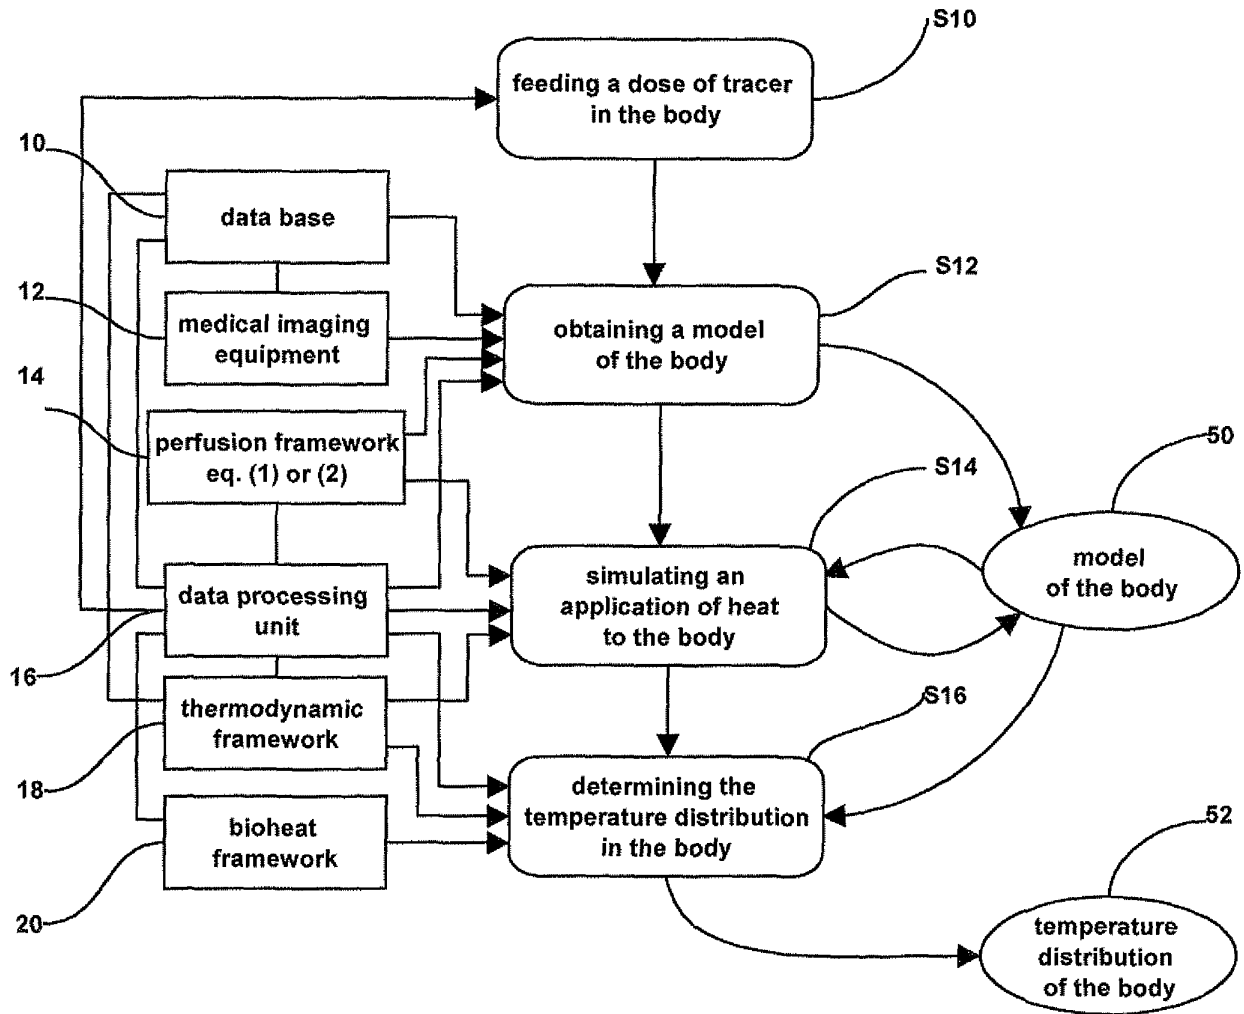 S10
feeding a dose of tracer
in the body
10
data base
S12
12
medical imaging
equipment
obtaining a model
of the body
14
perfusion framework
eq. (1) or (2)
50
S14
model
of the body
simulating an
application of heat
to the body
data processing
unit
16
S16
thermodynamic
framework
18
determining the
temperature distribution
in the body
52
bioheat
framework
20
temperature
distribution
of the body